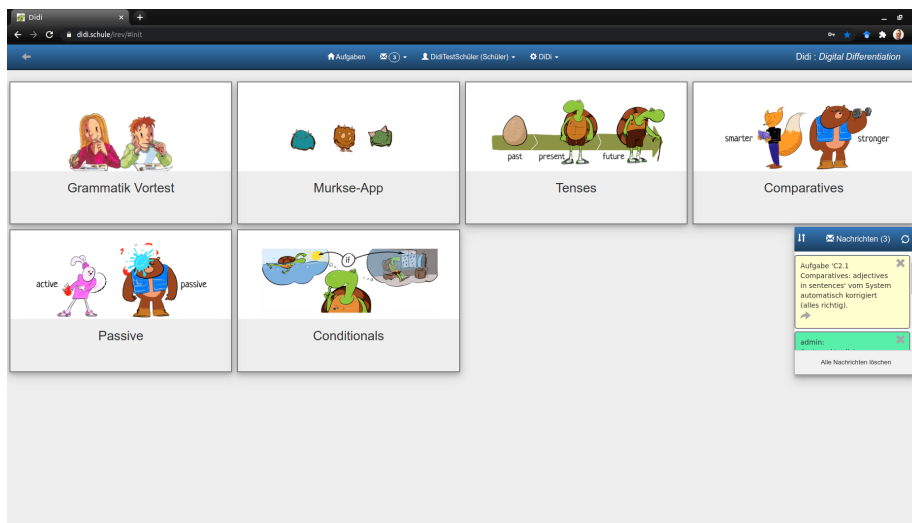 Didi
didi.schule/lrev/#init
Aufgaben 3 DidiTestSchüler (Schüler) DiDi Didi : Digital Differentiation
Grammatik Vortest
Murkse-App
past present future
Tenses
smarter stronger
Comparatives
active passive
Passive
if
Conditionals
Nachrichten (3)
Aufgabe 'C2.1
Comparatives: adjectives
in sentences' vom System
automatisch korrigiert
(alles richtig).
admin:
Alle Nachrichten löschen